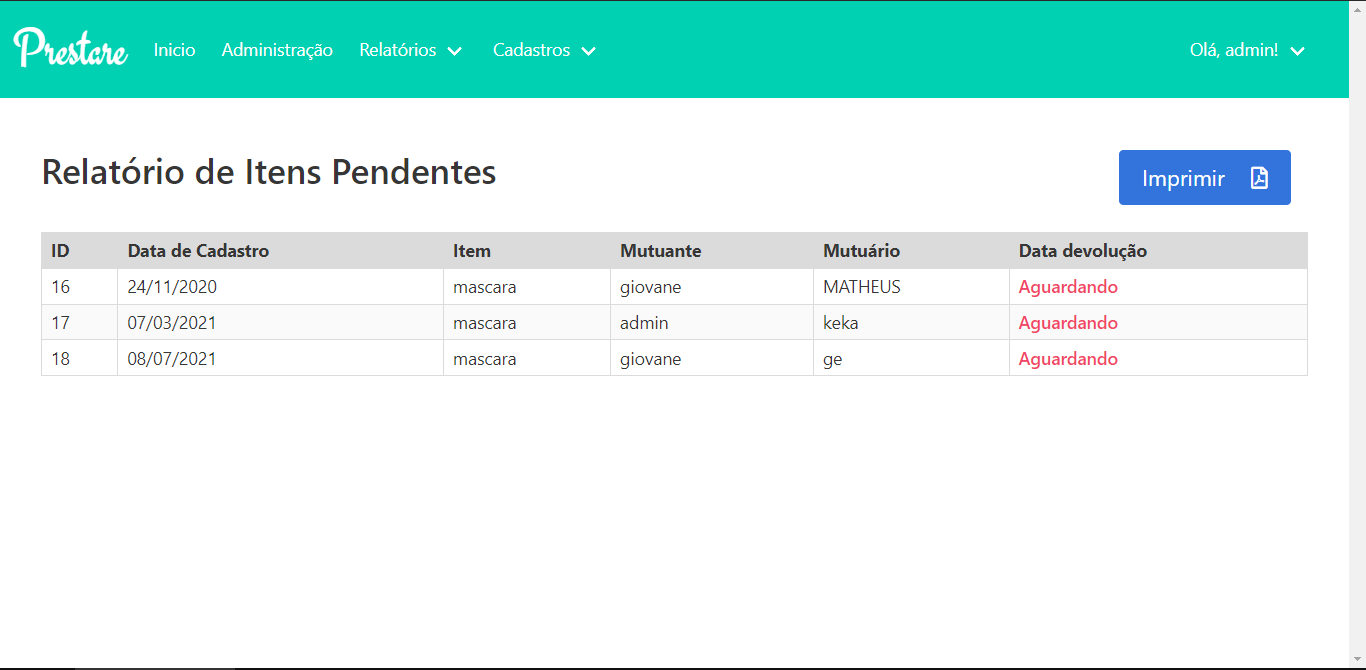 Prestare Inicio Administração Relatórios Cadastros Olá, admin!
Relatório de Itens Pendentes Imprimir
ID Data de Cadastro Item Mutuante Mutuário Data devolução
16 24/11/2020 mascara giovane MATHEUS Aguardando
17 07/03/2021 mascara admin keka Aguardando
18 08/07/2021 mascara giovane ge Aguardando